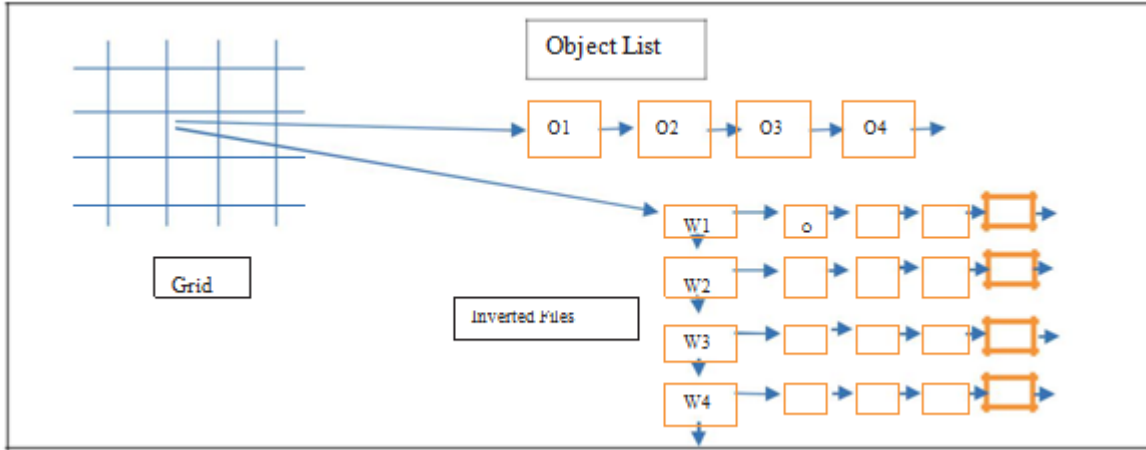 Object List
O1
O2
O3
O4
W1
o
Grid
W2
Inverted Files
W3
W4